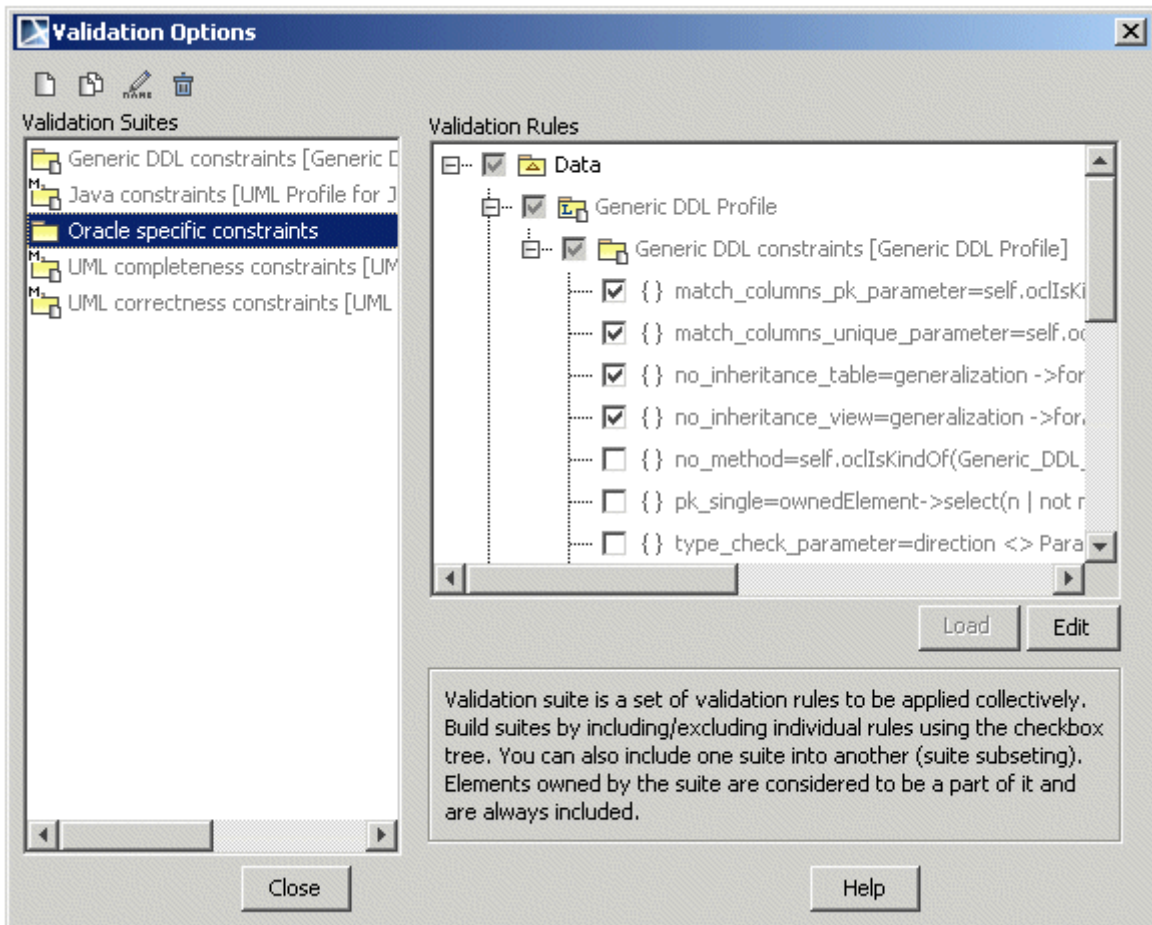 Validation Options
NAME
Validation Suites
Generic DDL constraints [Generic D
Java constraints [UML Profile for J
Oracle specific constraints
UML completeness constraints [UM
UML correctness constraints [UML
Validation Rules
Data
Generic DDL Profile
Generic DDL constraints [Generic DDL Profile]
{} match_columns_pk_parameter=self.oclIsKi
{} match_columns_unique_parameter=self.oc
{} no_inheritance_table=generalization ->for
{} no_inheritance_view=generalization ->forA
{} no_method=self.oclIsKindOf(Generic_DDL_
{} pk_single=ownedElement->select(n | not n
{} type_check_parameter=direction <> Para
Load
Edit
Validation suite is a set of validation rules to be applied collectively.
Build suites by including/excluding individual rules using the checkbox
tree. You can also include one suite into another (suite subseting).
Elements owned by the suite are considered to be a part of it and
are always included.
Close
Help